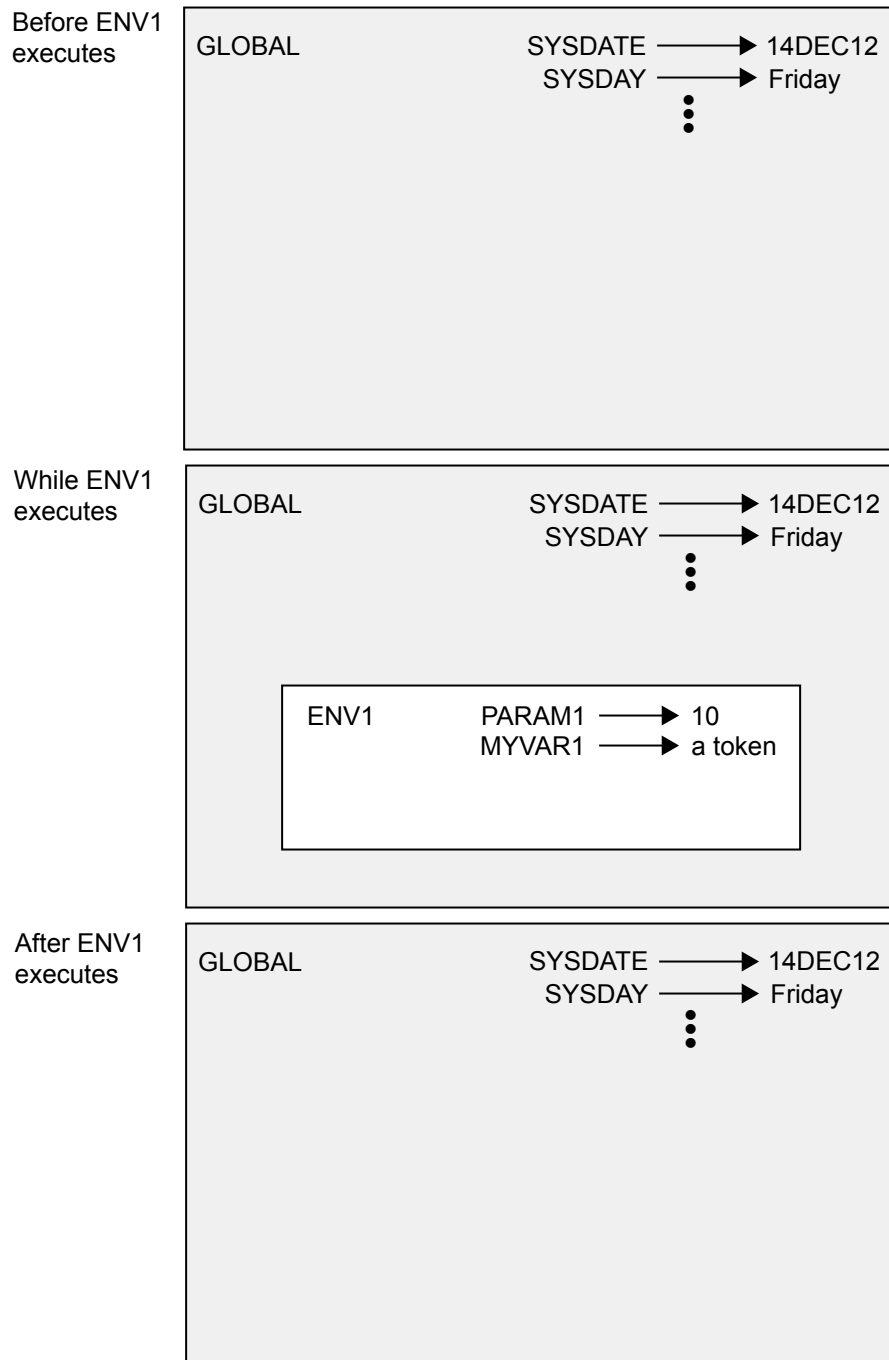 Before ENV1
executes
GLOBAL
SYSDATE 14DEC12
SYSDAY Friday
While ENV1
executes
GLOBAL
SYSDATE 14DEC12
SYSDAY Friday
ENV1 PARAM1 10
MYVAR1 a token
After ENV1
executes
GLOBAL
SYSDATE 14DEC12
SYSDAY Friday